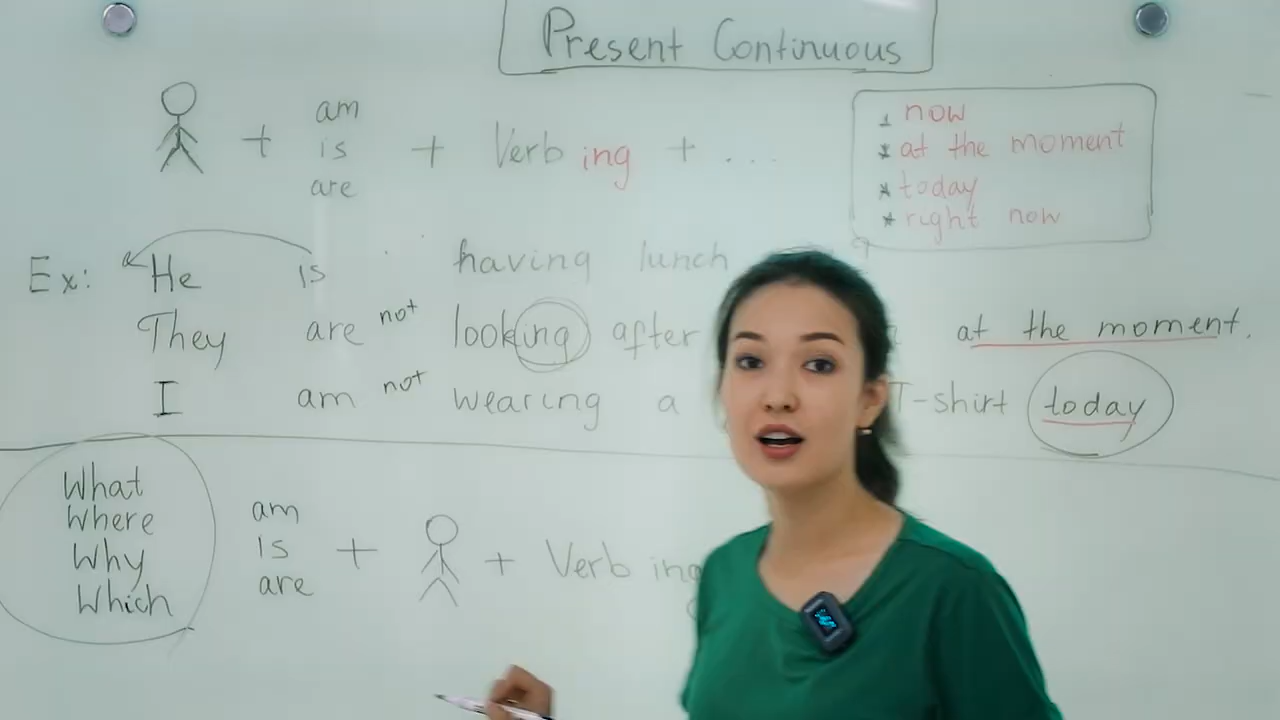 Present Continuous
+ am is are + Verb ing + ...
now
at the moment
today
right now
Ex: He is having lunch
They are not looking after at the moment.
I am not wearing a T-shirt today
What
Where
Why
Which
am is are + + Verb ing